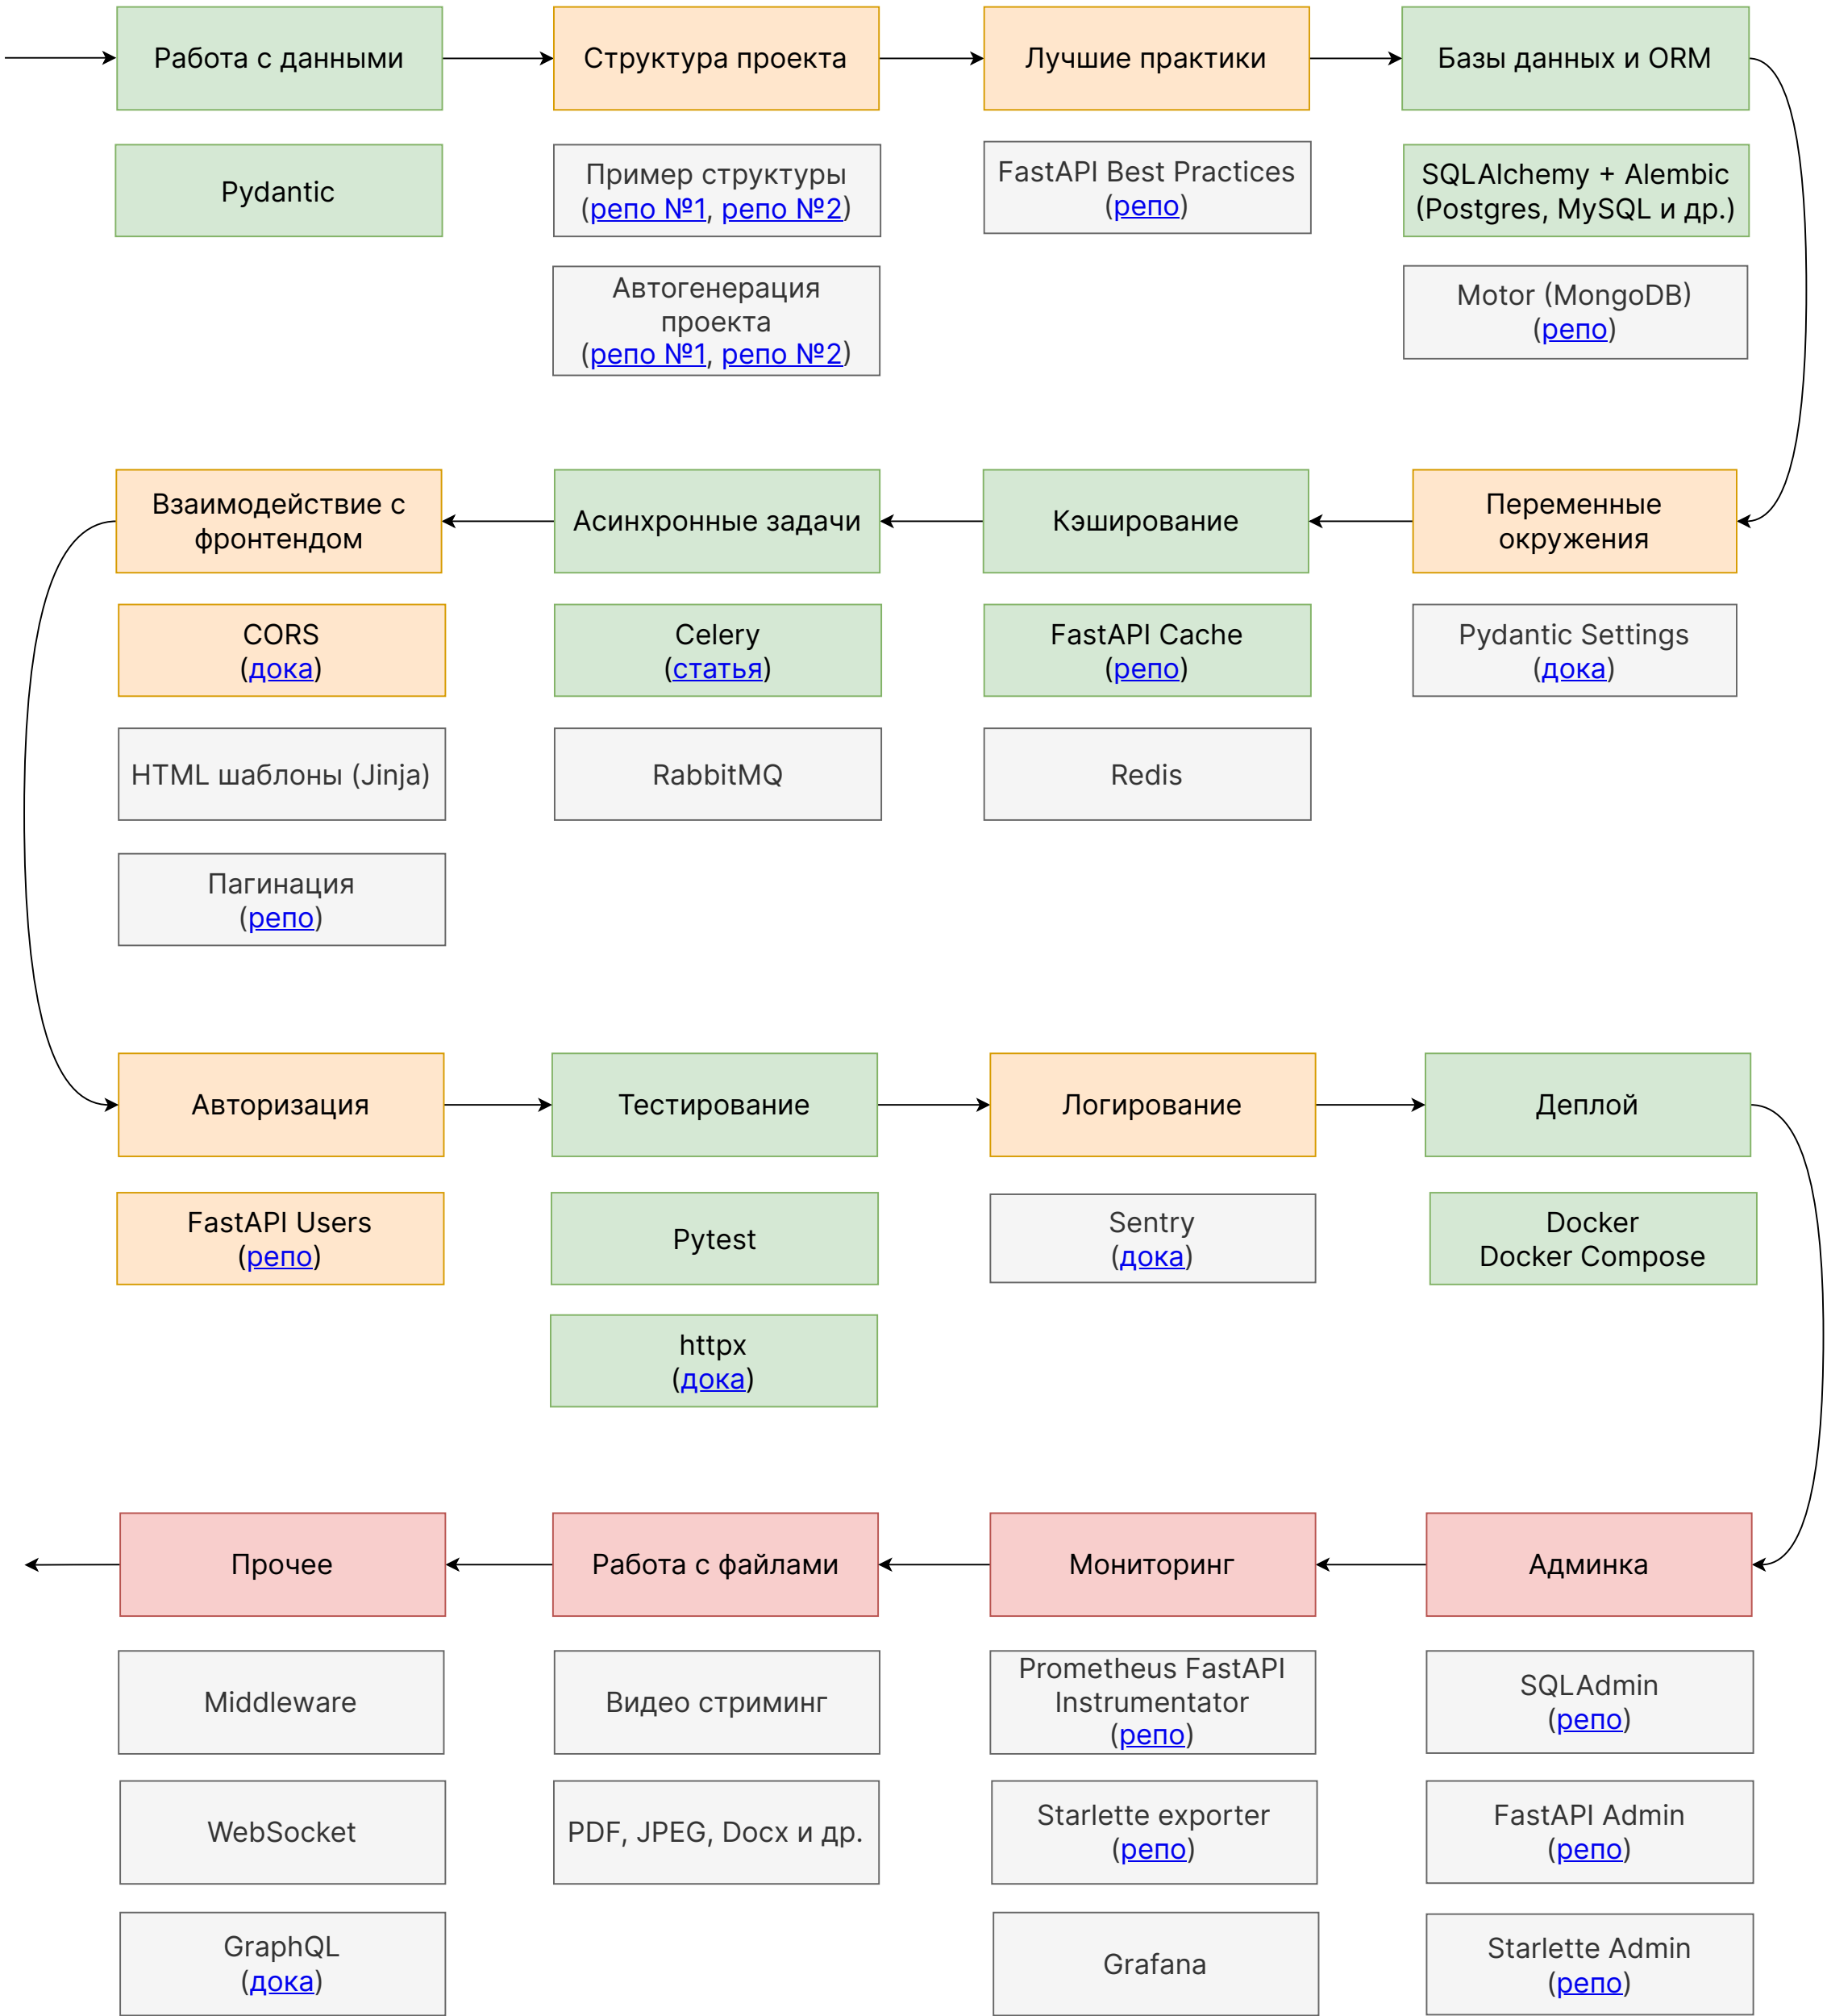 Работа с данными
Структура проекта
Лучшие практики
Базы данных и ORM
Pydantic
Пример структуры
(репо №1, репо №2)
FastAPI Best Practices
(репо)
SQLAlchemy + Alembic
(Postgres, MySQL и др.)
Автогенерация
проекта
(репо №1, репо №2)
Motor (MongoDB)
(репо)
Взаимодействие с
фронтендом
Асинхронные задачи
Кэширование
Переменные
окружения
CORS
(дока)
Celery
(статья)
FastAPI Cache
(репо)
Pydantic Settings
(дока)
HTML шаблоны (Jinja)
RabbitMQ
Redis
Пагинация
(репо)
Авторизация
Тестирование
Логирование
Деплой
FastAPI Users
(репо)
Pytest
Sentry
(дока)
Docker
Docker Compose
httpx
(дока)
Прочее
Работа с файлами
Мониторинг
Админка
Middleware
Видео стриминг
Prometheus FastAPI
Instrumentator
(репо)
SQLAdmin
(репо)
WebSocket
PDF, JPEG, Docx и др.
Starlette exporter
(репо)
FastAPI Admin
(репо)
GraphQL
(дока)
Grafana
Starlette Admin
(репо)